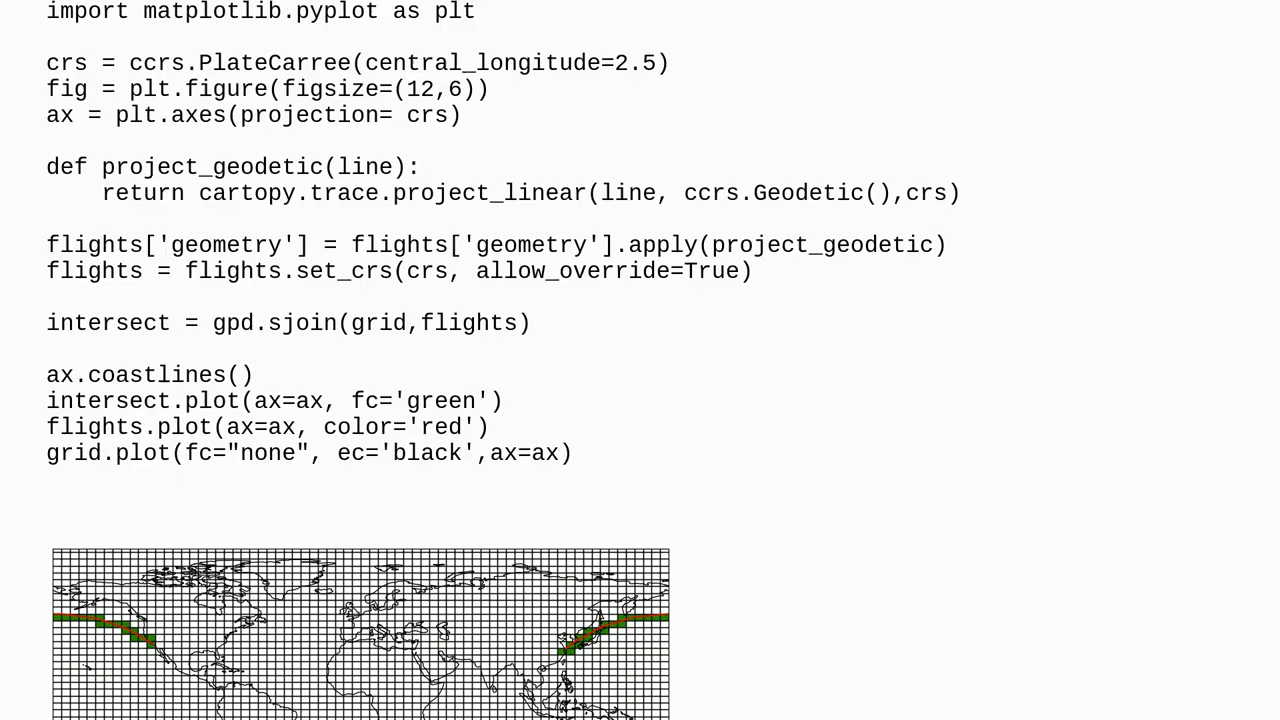 import matplotlib.pyplot as plt
crs = ccrs.PlateCarree(central_longitude=2.5)
fig = plt.figure(figsize=(12,6))
ax = plt.axes(projection= crs)
def project_geodetic(line):
    return cartopy.trace.project_linear(line, ccrs.Geodetic(),crs)
flights['geometry'] = flights['geometry'].apply(project_geodetic)
flights = flights.set_crs(crs, allow_override=True)
intersect = gpd.sjoin(grid,flights)
ax.coastlines()
intersect.plot(ax=ax, fc='green')
flights.plot(ax=ax, color='red')
grid.plot(fc="none", ec='black',ax=ax)